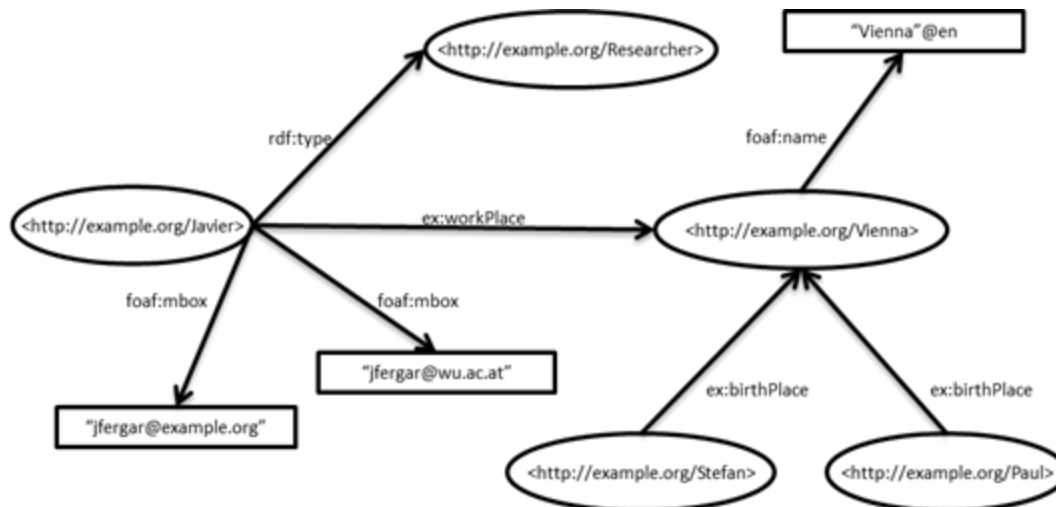 “Vienna”@en
<http://example.org/Researcher>
rdf:type
foaf:name
<http://example.org/Javier>
ex:workPlace
<http://example.org/Vienna>
foaf:mbox
foaf:mbox
“jfergar@wu.ac.at”
“jfergar@example.org”
ex:birthPlace
ex:birthPlace
<http://example.org/Stefan>
<http://example.org/Paul>